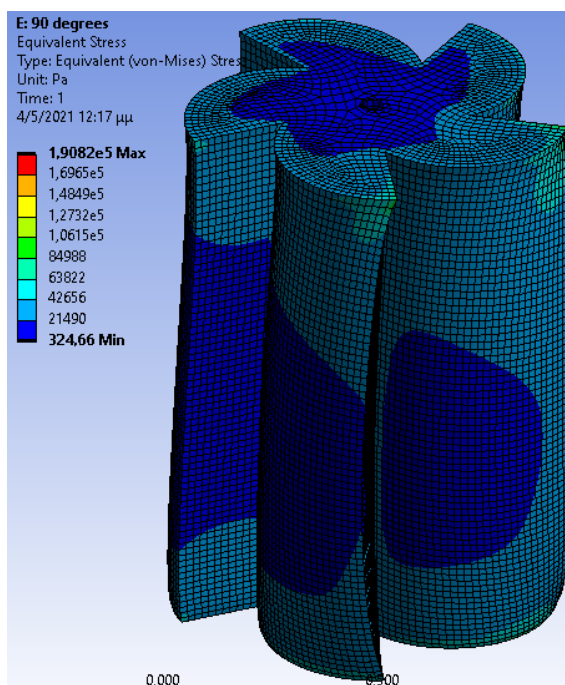 E: 90 degrees
Equivalent Stress
Type: Equivalent (von-Mises) Stres
Unit: Pa
Time: 1
4/5/2021 12:17 μμ
1,9082e5 Max
1,6965e5
1,4849e5
1,2732e5
1,0615e5
84988
63822
42656
21490
324,66 Min
0.000 0.500